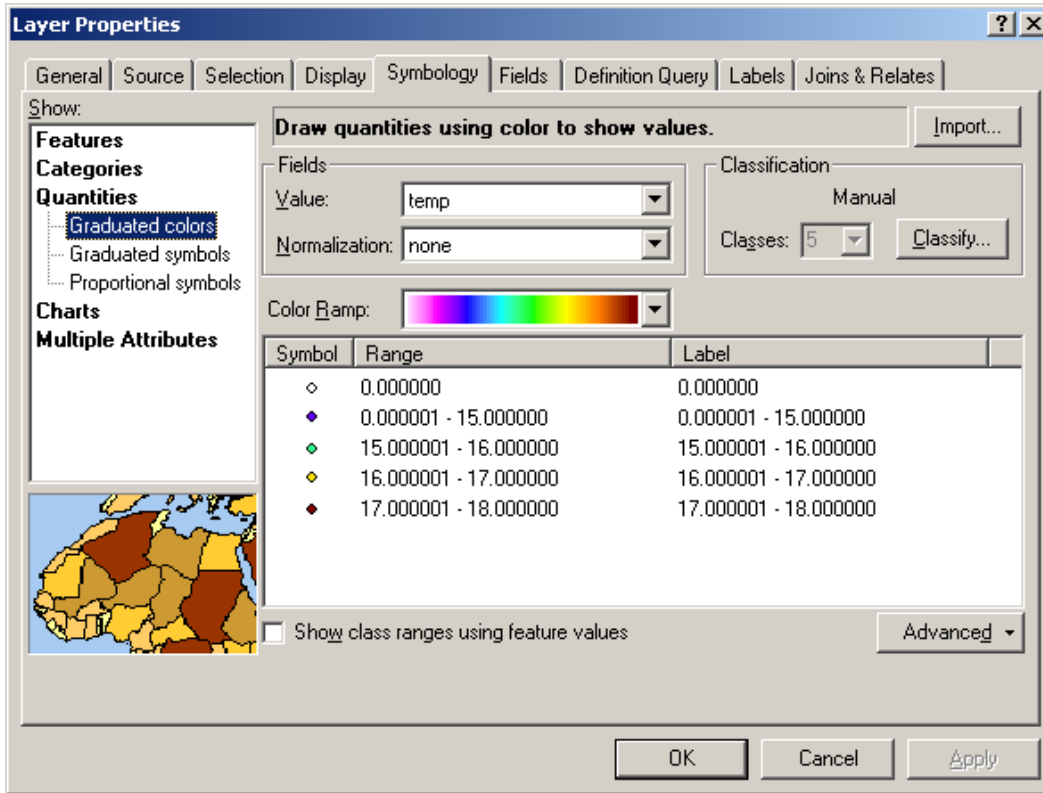 Layer Properties
General Source Selection Display Symbology Fields Definition Query Labels Joins & Relates
Show:
Features
Categories
Quantities
Graduated colors
Graduated symbols
Proportional symbols
Charts
Multiple Attributes
Draw quantities using color to show values.
Import...
Fields
Value: temp
Normalization: none
Classification
Manual
Classes: 5 Classify...
Color Ramp:
Symbol Range Label
0.000000 0.000000
0.000001 - 15.000000 0.000001 - 15.000000
15.000001 - 16.000000 15.000001 - 16.000000
16.000001 - 17.000000 16.000001 - 17.000000
17.000001 - 18.000000 17.000001 - 18.000000
Show class ranges using feature values
Advanced
OK Cancel Apply